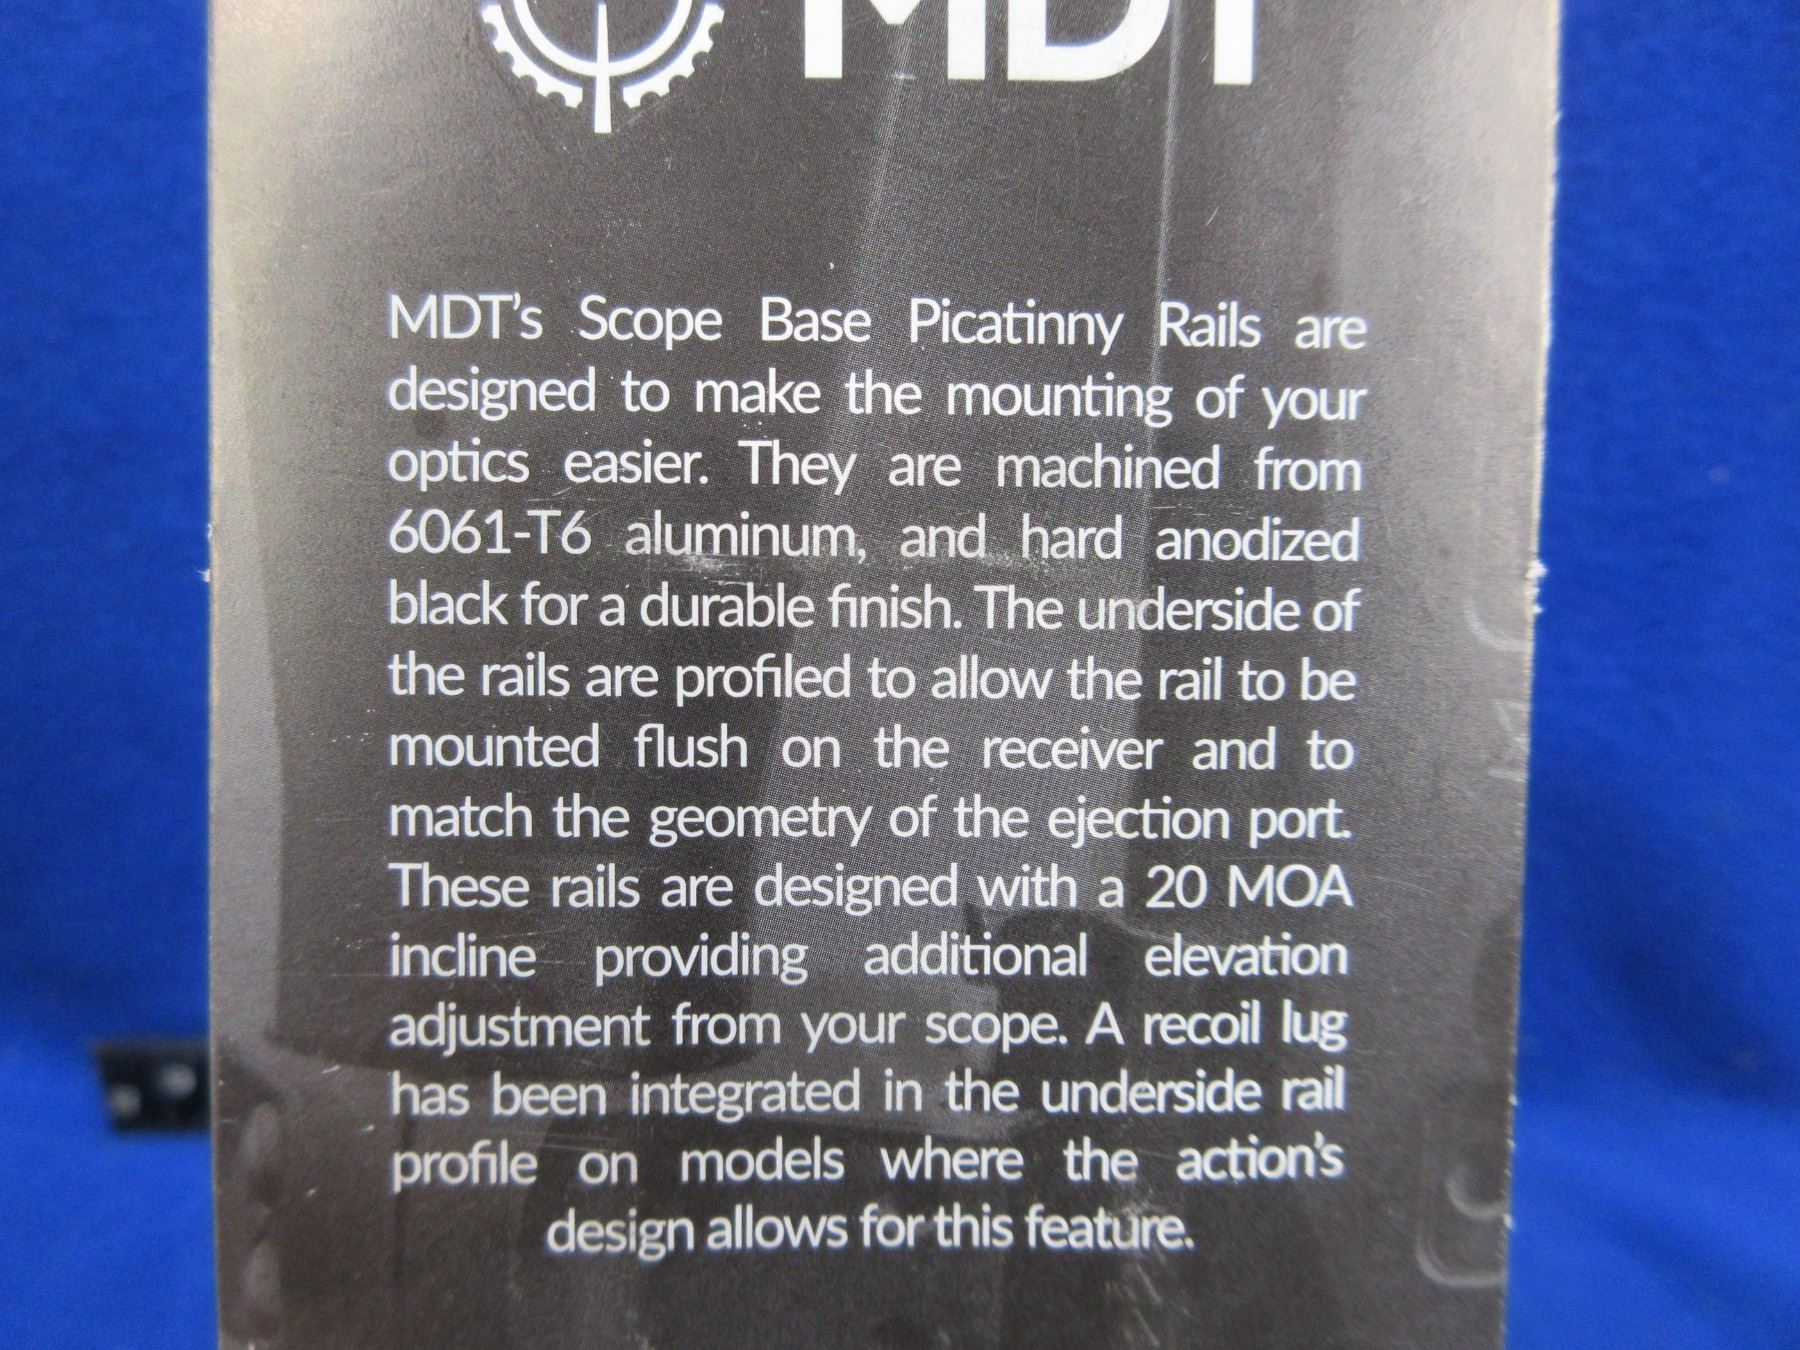 MDT
MDT's Scope Base Picatinny Rails are
designed to make the mounting of your
optics easier. They are machined from
6061-T6 aluminum, and hard anodized
black for a durable finish. The underside of
the rails are profiled to allow the rail to be
mounted flush on the receiver and to
match the geometry of the ejection port.
These rails are designed with a 20 MOA
incline providing additional elevation
adjustment from your scope. A recoil lug
has been integrated in the underside rail
profile on models where the action's
design allows for this feature.